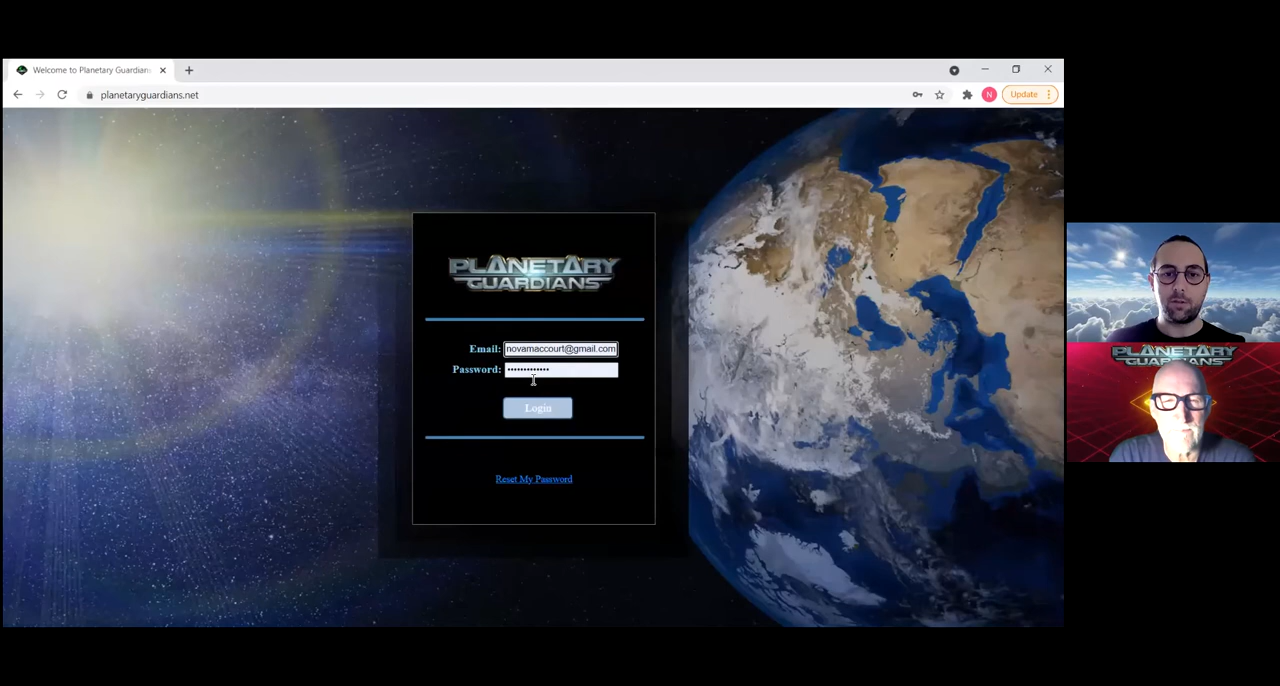 Welcome to Planetary Guardians
planetaryguardians.net
N
Update
PLANETARY
GUARDIANS
Email: novamaccourt@gmail.com
Password: •••••••••••••
Login
Reset My Password
PLANETARY